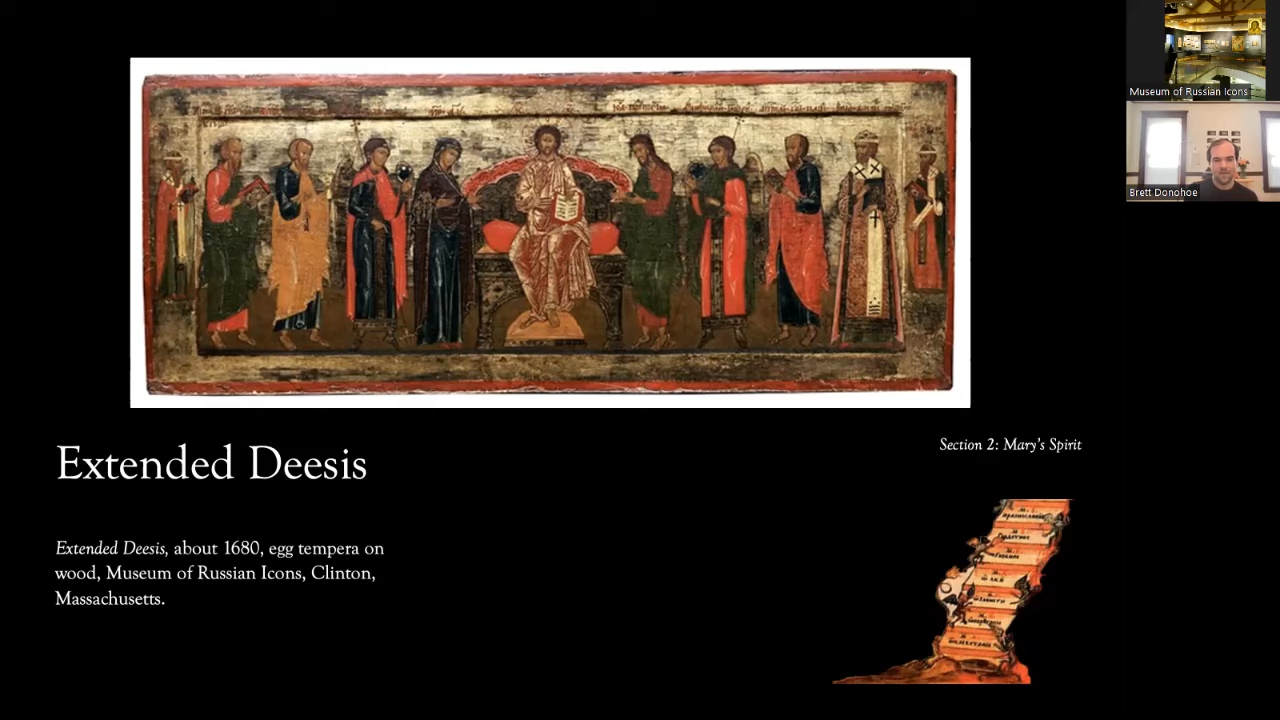 Museum of Russian Icons
Brett Donohoe
Extended Deesis
Section 2: Mary's Spirit
Extended Deesis, about 1680, egg tempera on
wood, Museum of Russian Icons, Clinton,
Massachusetts.